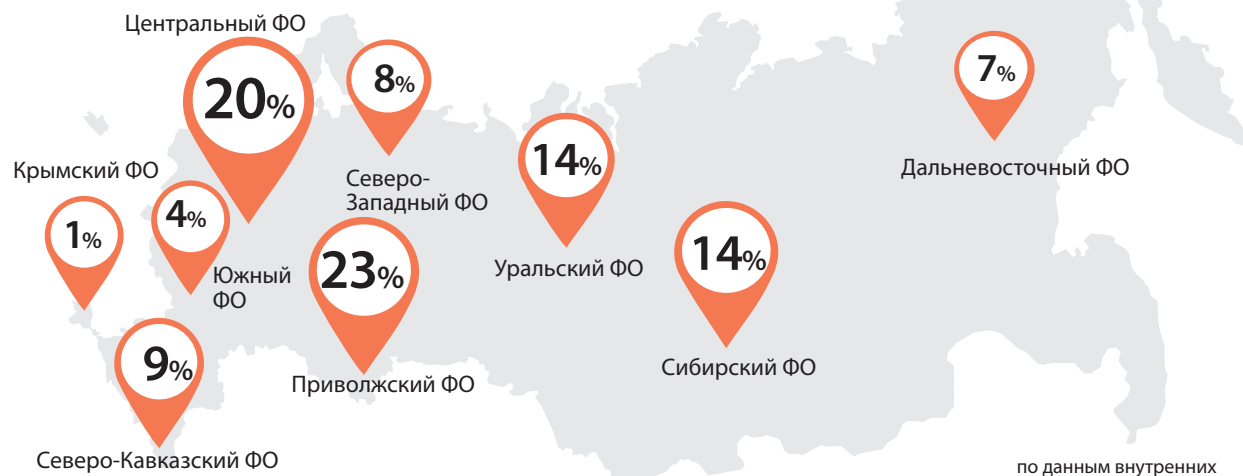 Центральный ФО
20%
8%
7%
Крымский ФО
1%
4%
Северо-
Западный ФО
14%
Дальневосточный ФО
Южный
ФО
23%
Уральский ФО
14%
9%
Приволжский ФО
Сибирский ФО
Северо-Кавказский ФО
по данным внутренних